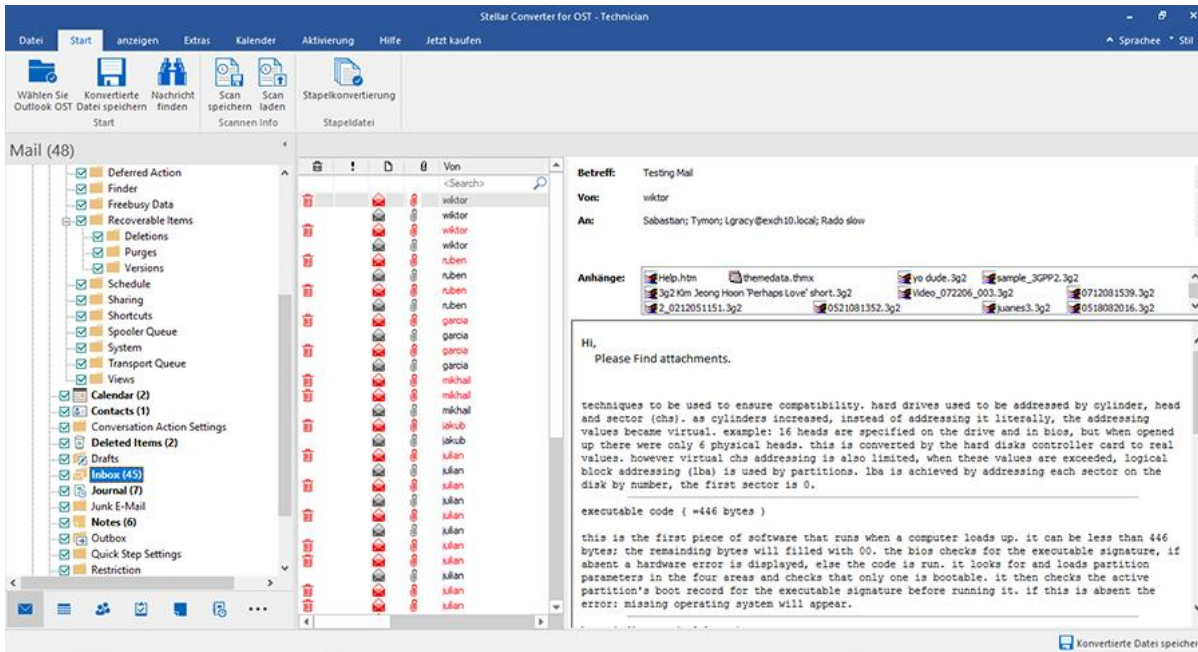 Stellar Converter for OST - Technician
Datei Start anzeigen Extras Kalender Aktivierung Hilfe Jetzt kaufen Sprachee Stil
Wählen Sie Outlook OST
Konvertierte Datei speichern
Nachricht finden
Scan speichern
Scan laden
Stapelkonvertierung
Start Scannen Info Stapeldatei
Mail (48)
Deferred Action
Finder
Freebusy Data
Recoverable Items
Deletions
Purges
Versions
Schedule
Sharing
Shortcuts
Spooler Queue
System
Transport Queue
Views
Calendar (2)
Contacts (1)
Conversation Action Settings
Deleted Items (2)
Drafts
Inbox (45)
Journal (7)
Junk E-Mail
Notes (6)
Outbox
Quick Step Settings
Restriction
Von
<Search>
wiktor
wiktor
wiktor
wiktor
ruben
ruben
ruben
ruben
garcia
garcia
garcia
garcia
mikhail
mikhail
mikhail
jakub
jakub
julian
julian
julian
julian
julian
julian
julian
julian
julian
julian
julian
Betreff: Testing Mail
Von: wiktor
An: Sabastian; Tymon; Lgracy@exch10.local; Rado slow
Anhänge: Help.htm themedata.thmx yo dude.3g2 sample_3GPP2.3g2
3g2 Kim Jeong Hoon 'Perhaps Love' short.3g2 Video_072206_003.3g2 0712081539.3g2
2_0212051151.3g2 0521081352.3g2 juanes3.3g2 0518082016.3g2
Hi,
Please Find attachments.
techniques to be used to ensure compatibility. hard drives used to be addressed by cylinder, head
and sector (chs). as cylinders increased, instead of addressing it literally, the addressing
values became virtual. example: 16 heads are specified on the drive and in bios, but when opened
up there were only 6 physical heads. this is converted by the hard disks controller card to real
values. however virtual chs addressing is also limited, when these values are exceeded, logical
block addressing (lba) is used by partitions. lba is achieved by addressing each sector on the
disk by number, the first sector is 0.
executable code ( =446 bytes )
this is the first piece of software that runs when a computer loads up. it can be less than 446
bytes; the remainding bytes will filled with 00. the bios checks for the executable signature, if
absent a hardware error is displayed, else the code is run. it looks for and loads partition
parameters in the four areas and checks that only one is bootable. it then checks the active
partition's boot record for the executable signature before running it. if this is absent the
error: missing operating system will appear.
Konvertierte Datei speicher